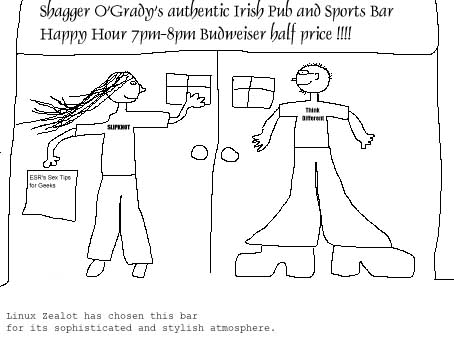 Shagger O'Grady's authentic Irish Pub and Sports Bar
Happy Hour 7pm-8pm Budweiser half price !!!!
SLIPKNOT
Think
Different
ESR's Sex Tips
for Geeks
Linux Zealot has chosen this bar
for its sophisticated and stylish atmosphere.